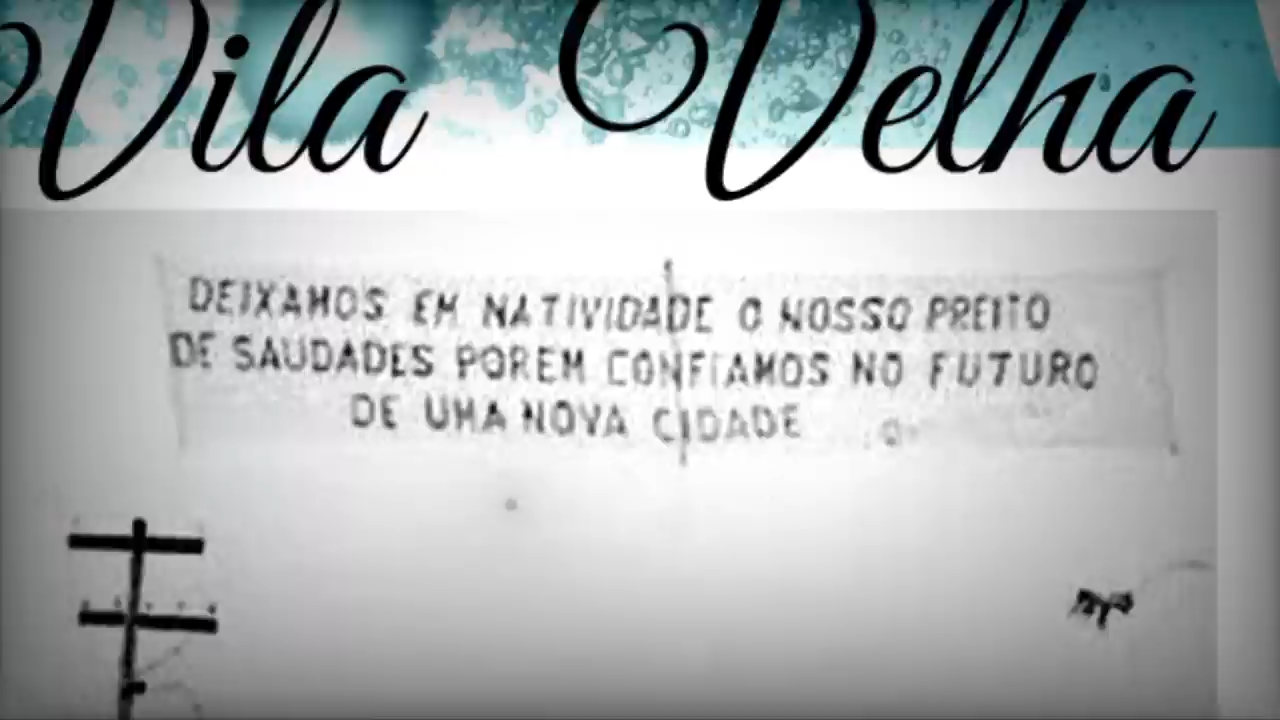 Vila Velha
DEIXAMOS EM NATIVIDADE O NOSSO PREITO
DE SAUDADES POREM CONFIAMOS NO FUTURO
DE UMA NOVA CIDADE